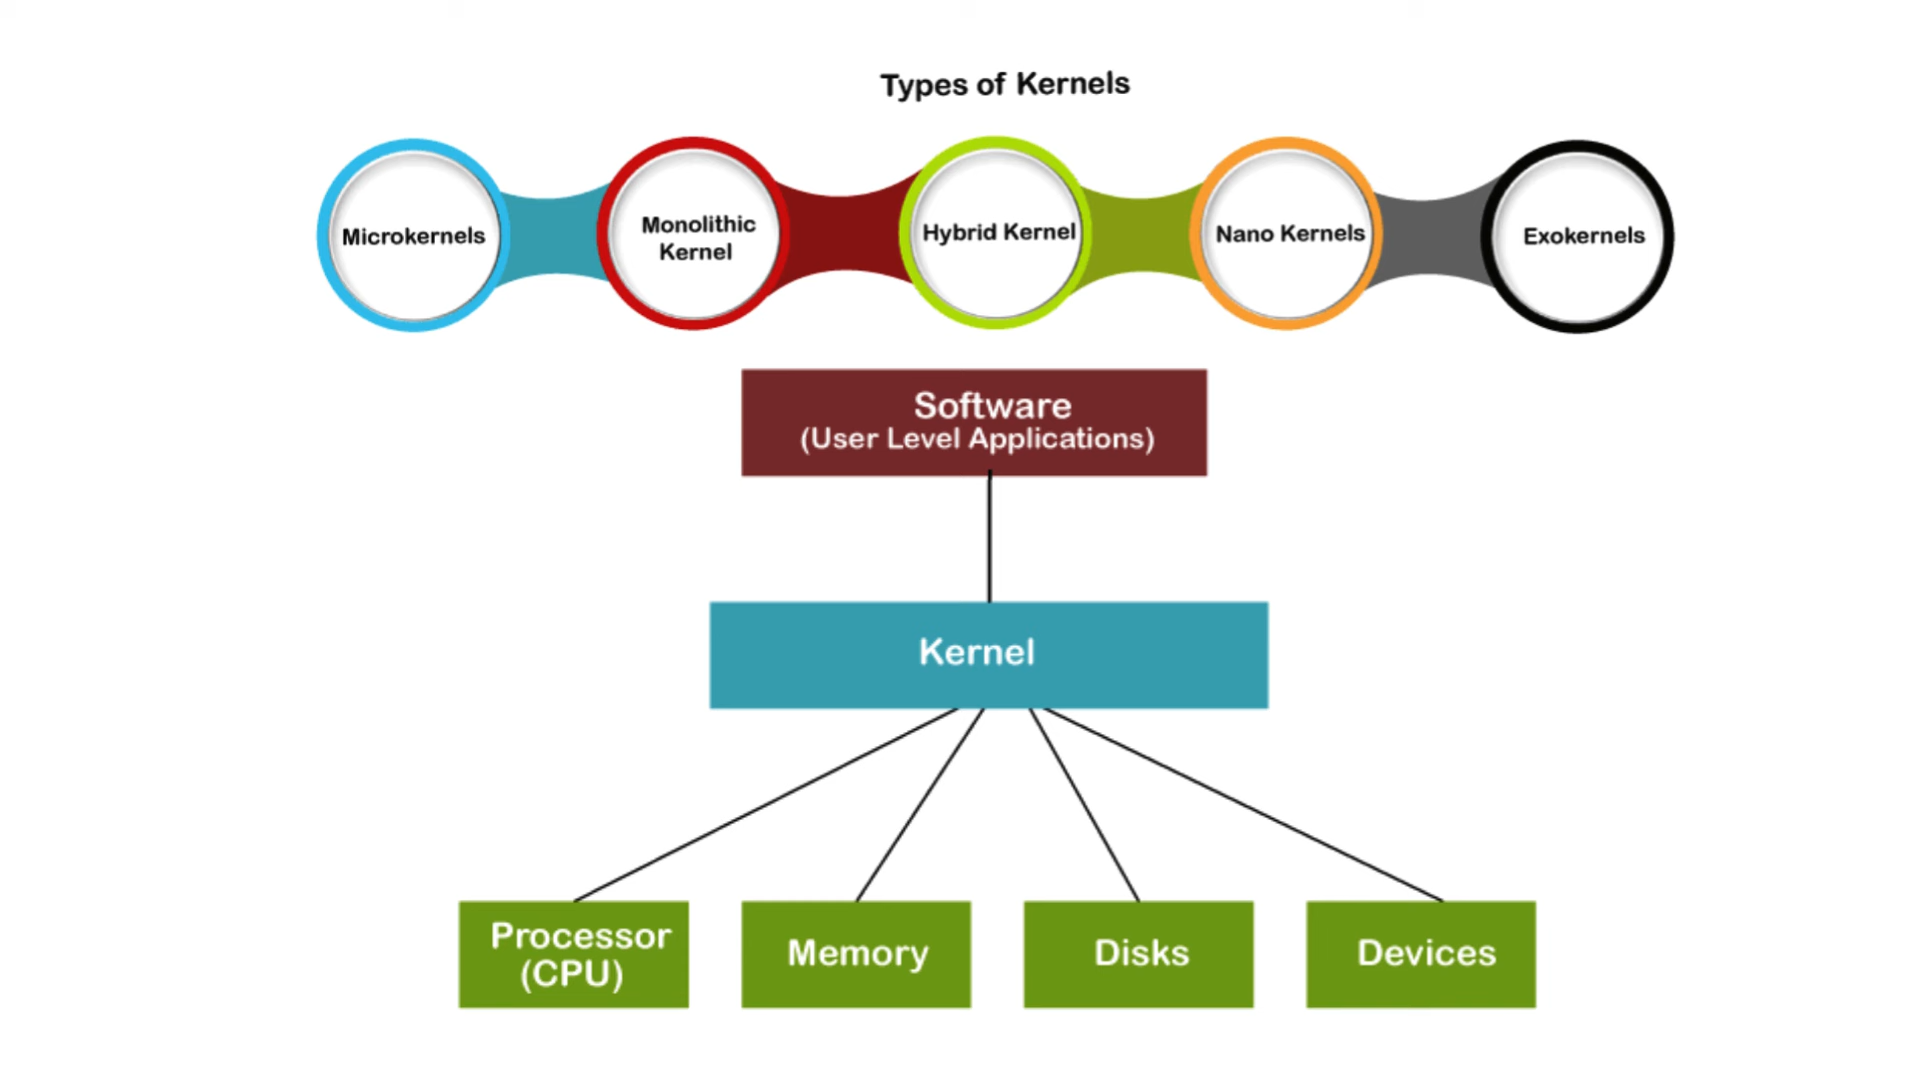 Types of Kernels
Microkernels
Monolithic
Kernel
Hybrid Kernel
Nano Kernels
Exokernels
Software
(User Level Applications)
Kernel
Processor
(CPU)
Memory
Disks
Devices